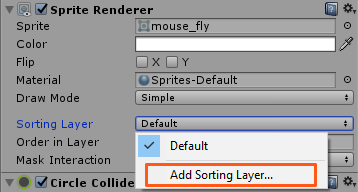 Sprite Renderer
Sprite mouse_fly
Color
Flip X Y
Material Sprites-Default
Draw Mode Simple
Sorting Layer Default
Order in Layer Default
Mask Interaction Add Sorting Layer...
Circle Collide